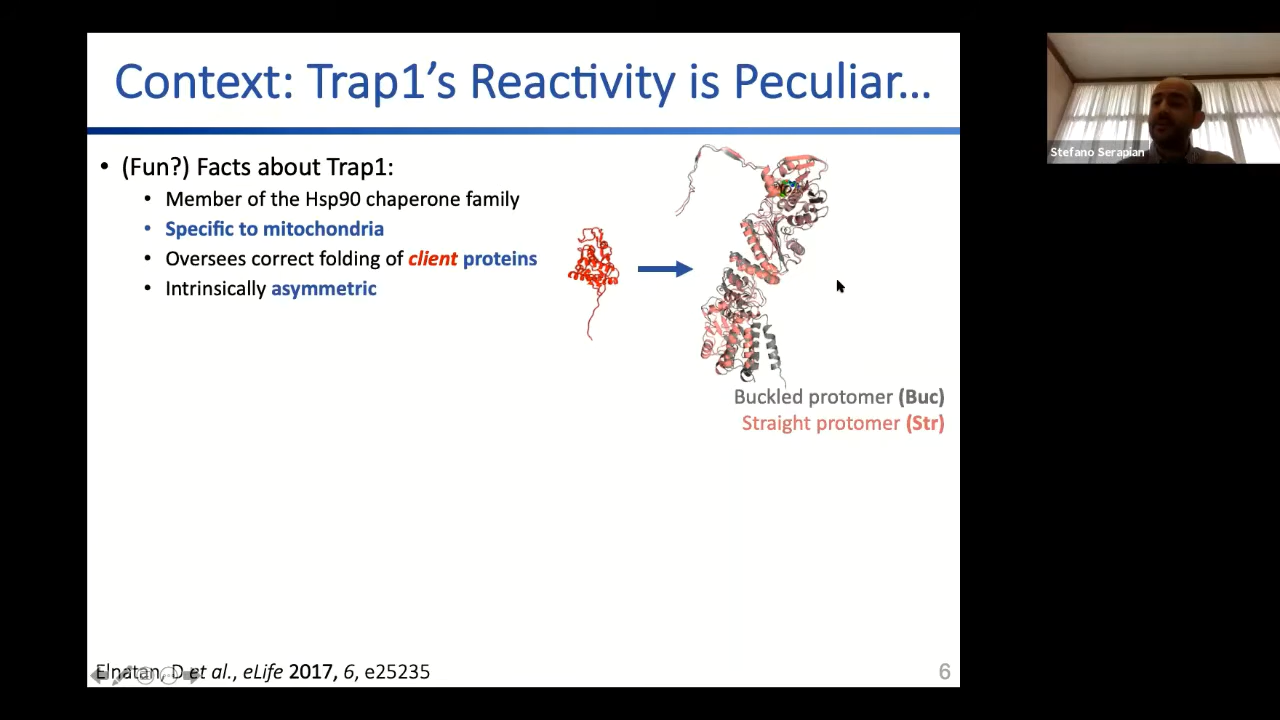 Context: Trap1’s Reactivity is Peculiar…
• (Fun?) Facts about Trap1:
• Member of the Hsp90 chaperone family
• Specific to mitochondria
• Oversees correct folding of client proteins
• Intrinsically asymmetric
Buckled protomer (Buc)
Straight protomer (Str)
Elnatan, D et al., eLife 2017, 6, e25235
6
Stefano Serapian